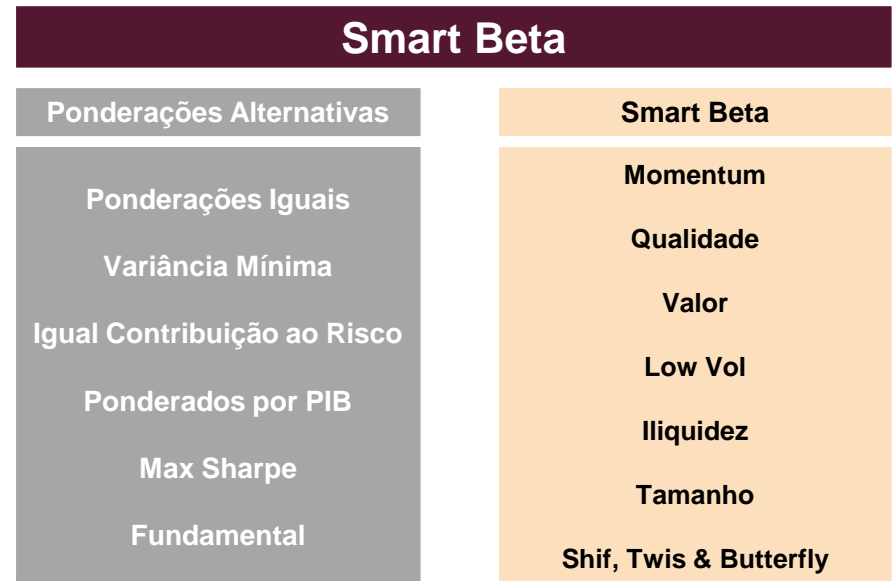 Smart Beta
Ponderações Alternativas
Ponderações Iguais
Variância Mínima
Igual Contribuição ao Risco
Ponderados por PIB
Max Sharpe
Fundamental
Smart Beta
Momentum
Qualidade
Valor
Low Vol
Iliquidez
Tamanho
Shif, Twis & Butterfly